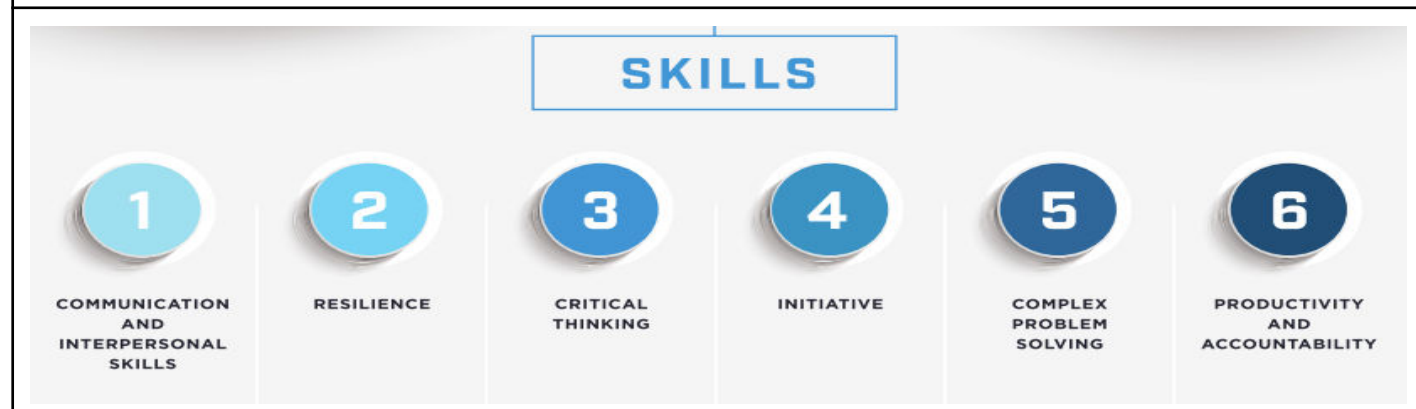 SKILLS
1
2
3
4
5
6
COMMUNICATION
AND
INTERPERSONAL
SKILLS
RESILIENCE
CRITICAL
THINKING
INITIATIVE
COMPLEX
PROBLEM
SOLVING
PRODUCTIVITY
AND
ACCOUNTABILITY